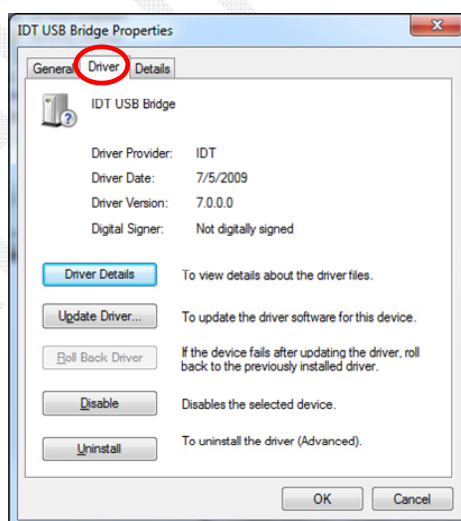 IDT USB Bridge Properties
General Driver Details
IDT USB Bridge
Driver Provider: IDT
Driver Date: 7/5/2009
Driver Version: 7.0.0.0
Digital Signer: Not digitally signed
Driver Details To view details about the driver files.
Update Driver... To update the driver software for this device.
Roll Back Driver If the device fails after updating the driver, roll
back to the previously installed driver.
Disable Disables the selected device.
Uninstall To uninstall the driver (Advanced).
OK Cancel